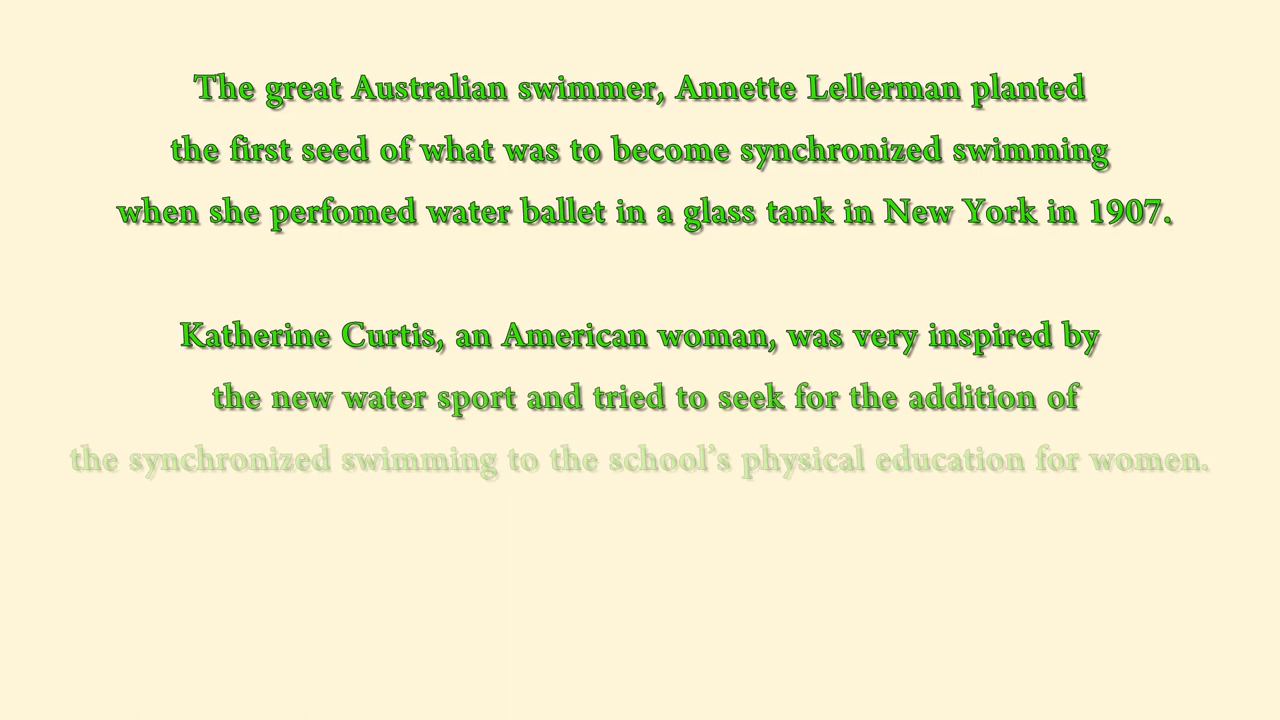 The great Australian swimmer, Annette Lellerman planted
the first seed of what was to become synchronized swimming
when she perfomed water ballet in a glass tank in New York in 1907.
Katherine Curtis, an American woman, was very inspired by
the new water sport and tried to seek for the addition of
the synchronized swimming to the school's physical education for women.